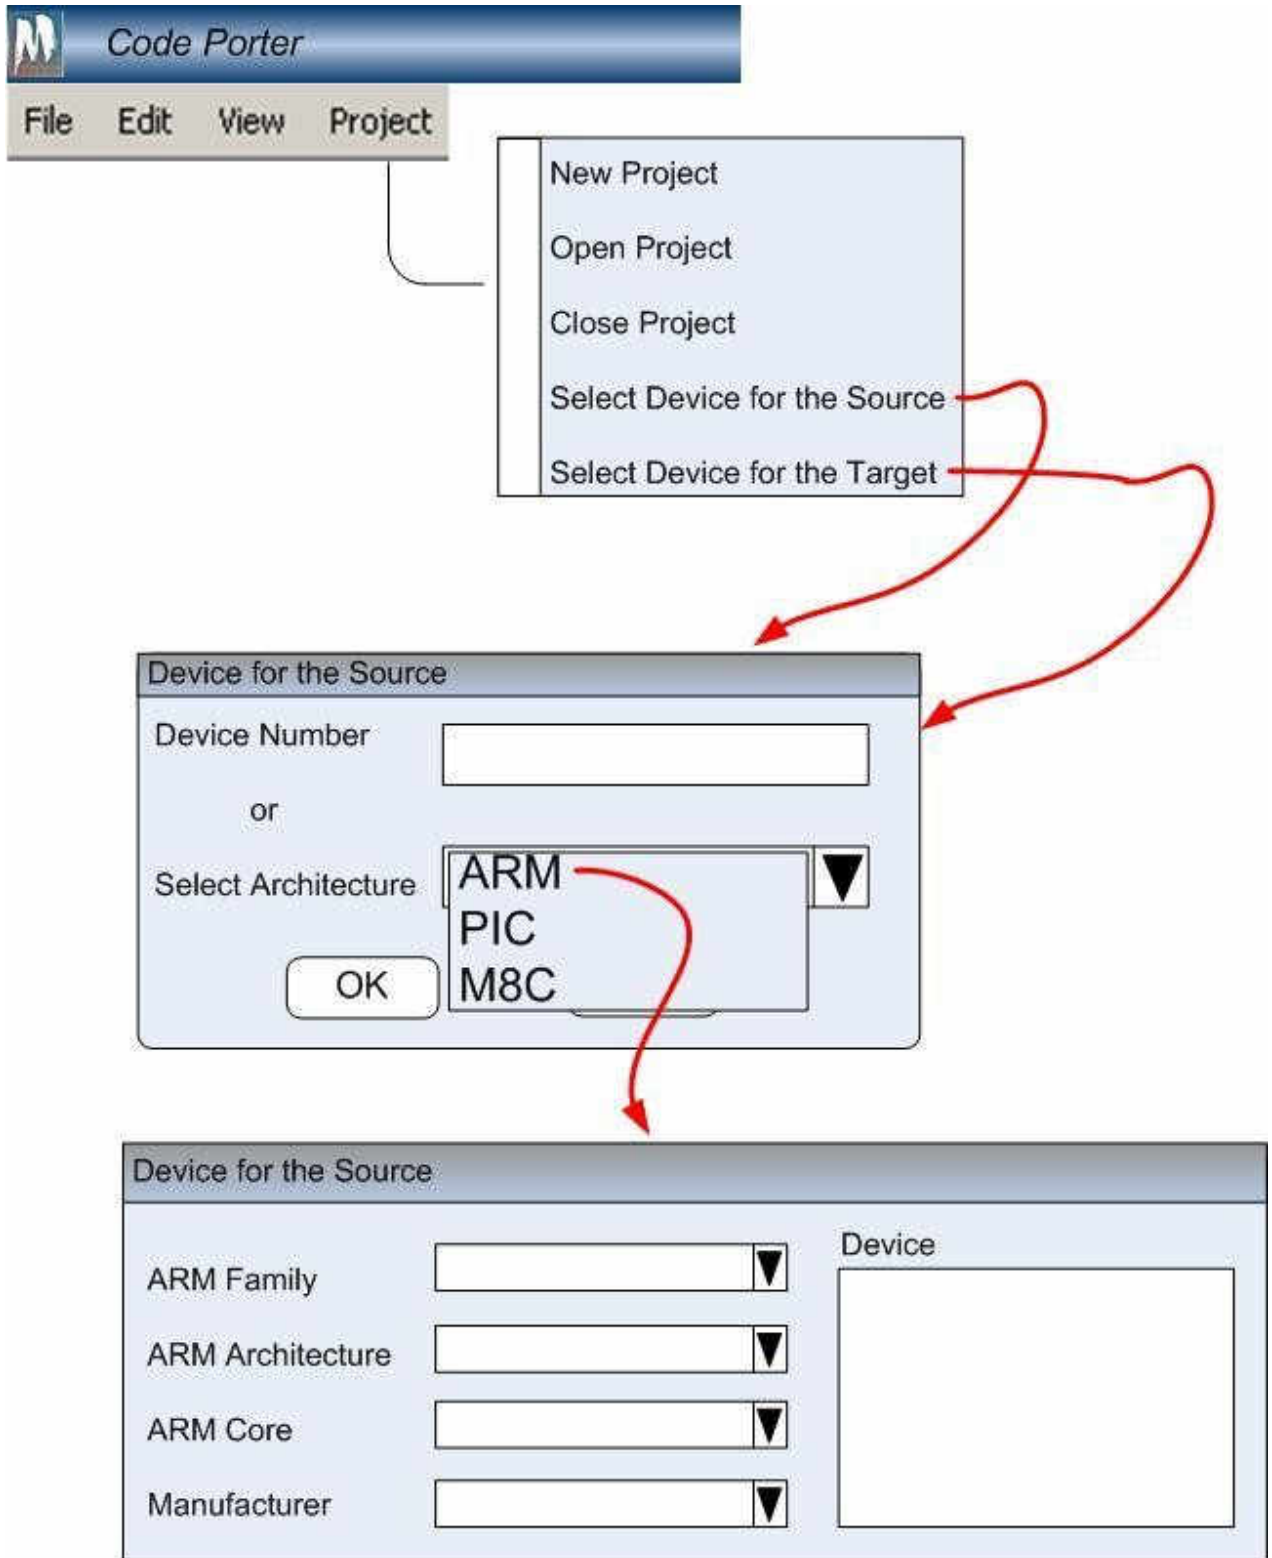 Code Porter
File Edit View Project
New Project
Open Project
Close Project
Select Device for the Source
Select Device for the Target
Device for the Source
Device Number
or
Select Architecture
ARM
PIC
M8C
OK
Device for the Source
ARM Family
ARM Architecture
ARM Core
Manufacturer
Device